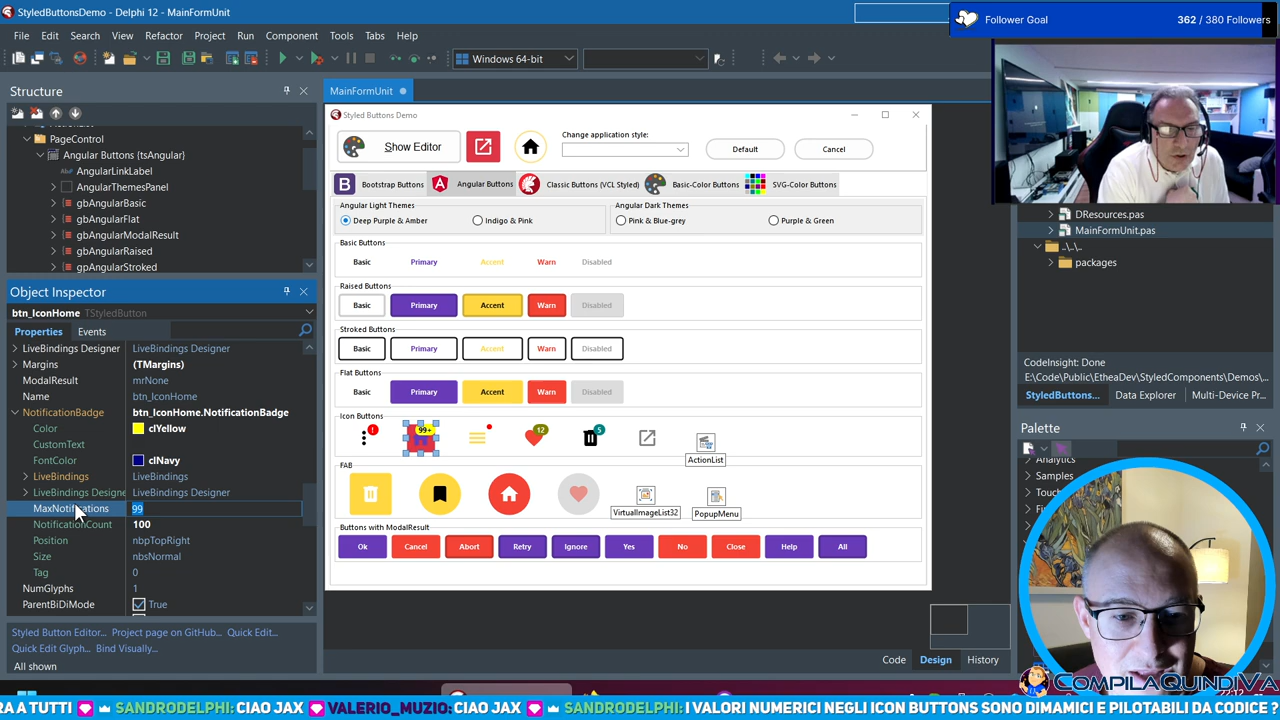 StyledButtonsDemo - Delphi 12 - MainFormUnit
Follower Goal
362 / 380 Followers
File Edit Search View Refactor Project Run Component Tools Tabs Help
Windows 64-bit
Structure
MainFormUnit
PageControl
Angular Buttons (tsAngular)
AngularLinkLabel
AngularThemesPanel
gbAngularBasic
gbAngularFlat
gbAngularModalResult
gbAngularRaised
gpAngularStroked
Object Inspector
btn_IconHome TStyledButton
Properties Events
LiveBindings Designer LiveBindings Designer
Margins (TMargins)
ModalResult mrNone
Name btn_IconHome
NotificationBadge btn_IconHome.NotificationBadge
Color clYellow
CustomText
FontColor clNavy
LiveBindings LiveBindings
LiveBindings Designe LiveBindings Designer
MaxNotifications 99
NotificationCount 100
Position nbpTopRight
Size nbsNormal
Tag 0
NumGlyphs 1
ParentBiDiMode True
Styled Button Editor... Project page on GitHub... Quick Edit...
Quick Edit Glyph... Bind Visually...
All shown
Styled Buttons Demo
Show Editor
Change application style:
Default
Cancel
Bootstrap Buttons
Angular Buttons
Classic Buttons (VCL Styled)
Basic-Color Buttons
SVG-Color Buttons
Angular Light Themes
Deep Purple & Amber
Indigo & Pink
Angular Dark Themes
Pink & Blue-grey
Purple & Green
Basic Buttons
Basic Primary Accent Warn Disabled
Raised Buttons
Basic Primary Accent Warn Disabled
Stroked Buttons
Basic Primary Accent Warn Disabled
Flat Buttons
Basic Primary Accent Warn Disabled
Icon Buttons
! 99+ 12 5
ActionList
FAB
VirtualImageList32
PopupMenu
Buttons with ModalResult
Ok Cancel Abort Retry Ignore Yes No Close Help All
Code Design History
DResources.pas
MainFormUnit.pas
..\..\
packages
CodeInsight: Done
E:\Code\Public\EtheaDev\StyledComponents\Demos\...
StyledButtons... Data Explorer Multi-Device Pr...
Palette
Analytics
Samples
COMPILAQUINDIVA
RA A TUTTI SANDRODELPHI: CIAO JAX VALERIO_MUZIO: CIAO JAX SANDRODELPHI: I VALORI NUMERICI NEGLI ICON BUTTONS SONO DINAMICI E PILOTABILI DA CODICE ?